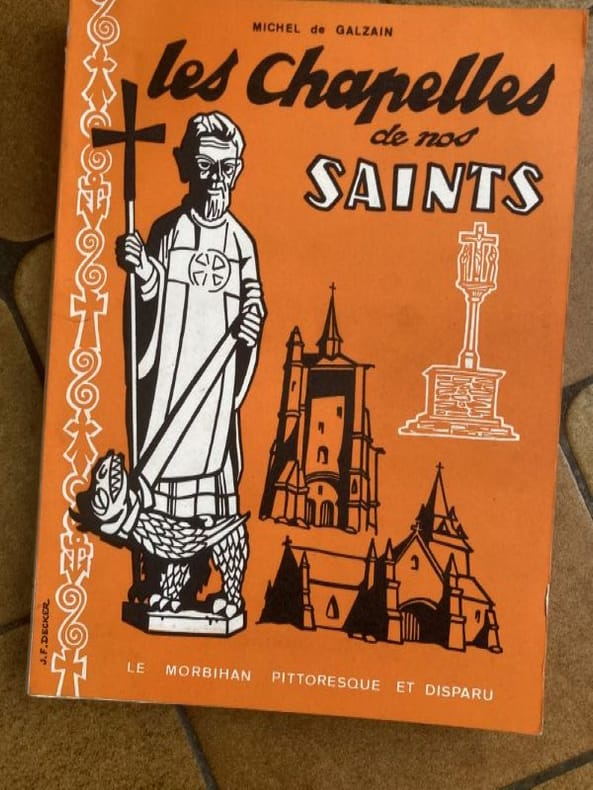 MICHEL de GALZAIN
les Chapelles
de nos
SAINTS
J.F. DECKER
LE MORBIHAN PITTORESQUE ET DISPARU